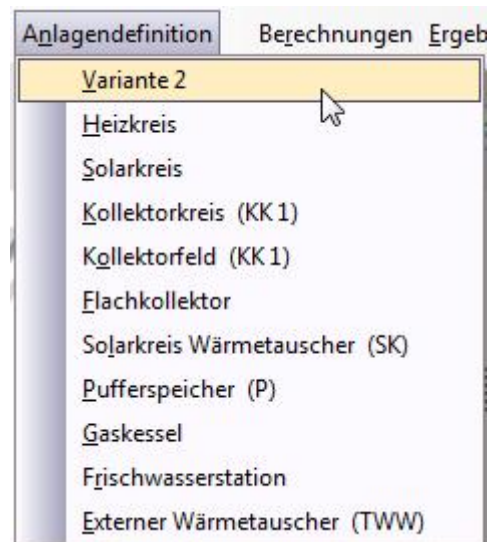 Anlagendefinition Berechnungen Ergeb
Variante 2
Heizkreis
Solarkreis
Kollektorkreis (KK 1)
Kollektorfeld (KK 1)
Flachkollektor
Solarkreis Wärmetauscher (SK)
Pufferspeicher (P)
Gaskessel
Frischwasserstation
Externer Wärmetauscher (TWW)